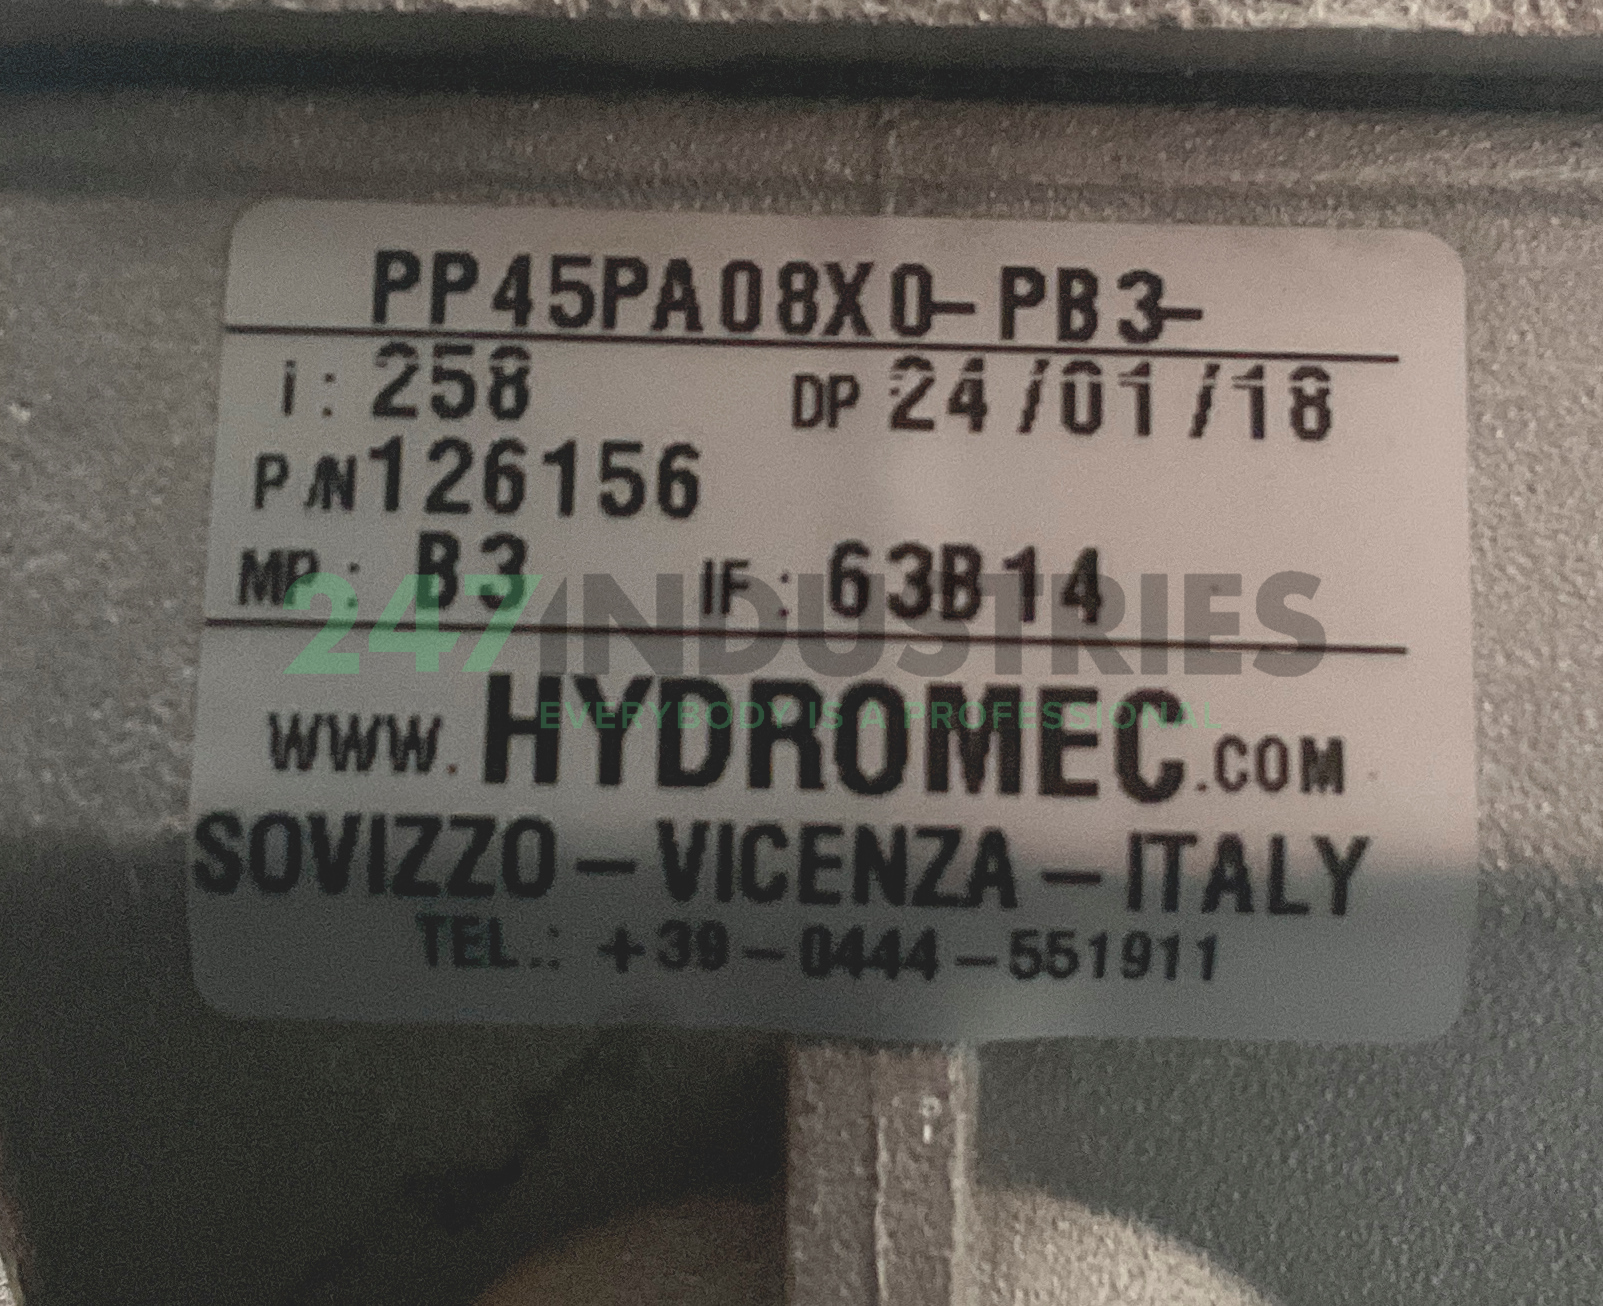 PP45PA08X0-PB3-
i: 258 DP 24/01/18
P/N 126156
MP: B3 IF: 63B14
247INDUSTRIES
EVERYBODY IS A PROFESSIONAL
www.HYDROMEC.COM
SOVIZZO – VICENZA – ITALY
TEL.: +39-0444-551911